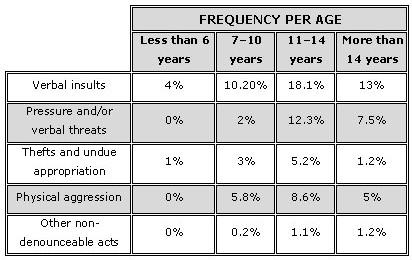 FREQUENCY PER AGE
Less than 6 years
7–10 years
11–14 years
More than 14 years
Verbal insults 4% 10.20% 18.1% 13%
Pressure and/or verbal threats 0% 2% 12.3% 7.5%
Thefts and undue appropriation 1% 3% 5.2% 1.2%
Physical aggression 0% 5.8% 8.6% 5%
Other non-denounceable acts 0% 0.2% 1.1% 1.2%